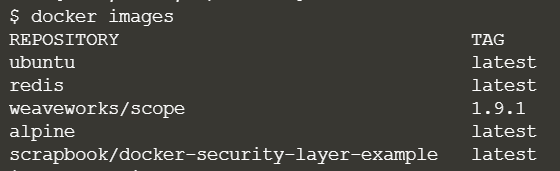 $ docker images
REPOSITORY TAG
ubuntu latest
redis latest
weaveworks/scope 1.9.1
alpine latest
scrapbook/docker-security-layer-example latest